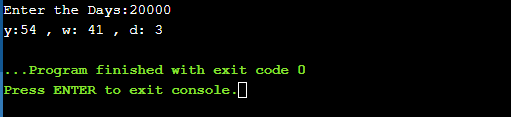 Enter the Days:20000
y:54 , w: 41 , d: 3
...Program finished with exit code 0
Press ENTER to exit console.